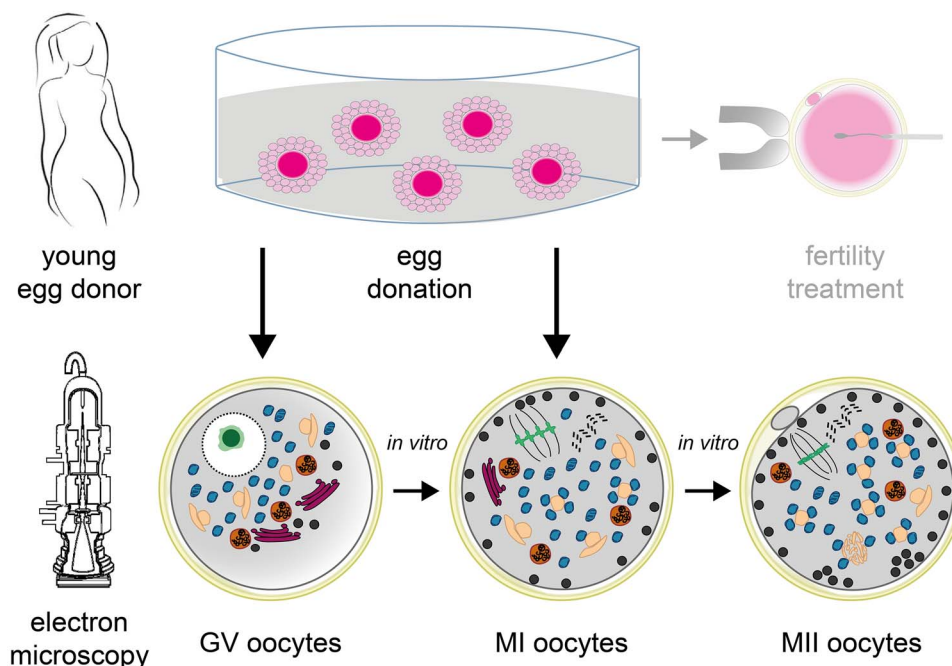 young
egg donor
egg
donation
fertility
treatment
in vitro
in vitro
electron
microscopy
GV oocytes
MI oocytes
MII oocytes